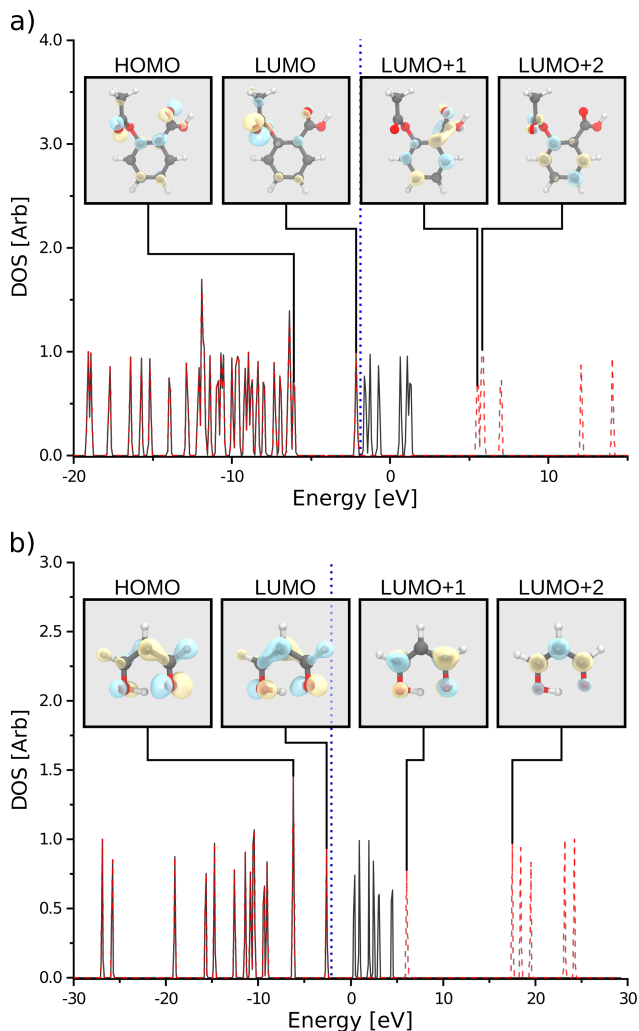 a)
HOMO LUMO LUMO+1 LUMO+2
4.0
3.0
2.0
1.0
0.0
DOS [Arb]
-20 -10 0 10
Energy [eV]
b)
HOMO LUMO LUMO+1 LUMO+2
3.0
2.5
2.0
1.5
1.0
0.5
0.0
DOS [Arb]
-30 -20 -10 0 10 20 30
Energy [eV]